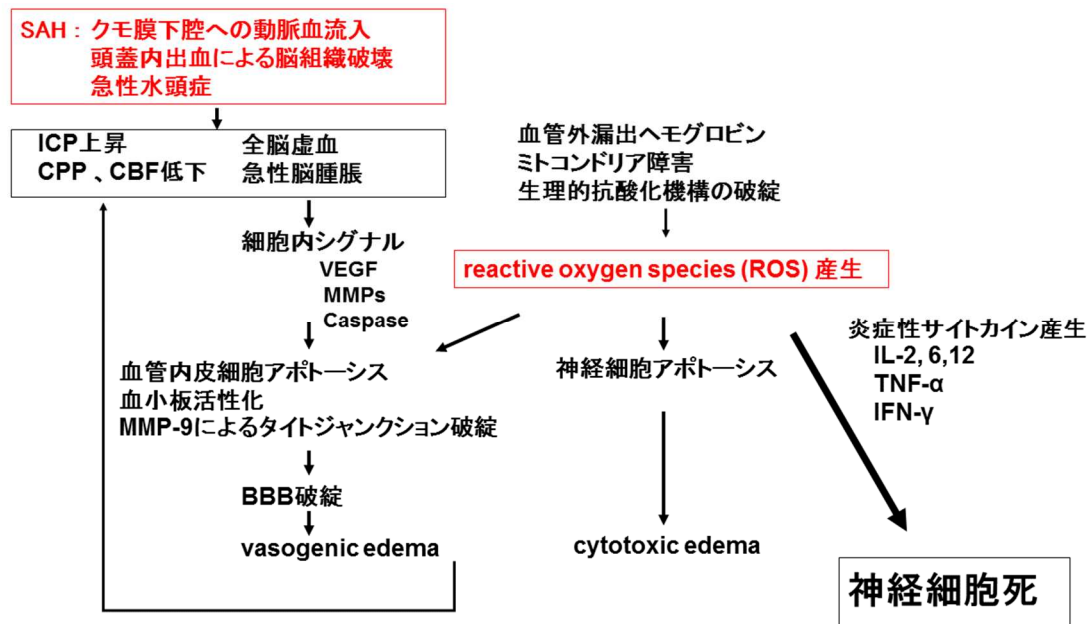 SAH : クモ膜下腔への動脈血流入
頭蓋内出血による脳組織破壊
急性水頭症
ICP上昇 全脳虚血
CPP 、CBF低下 急性脳腫脹
細胞内シグナル
VEGF
MMPs
Caspase
血管内皮細胞アポトーシス
血小板活性化
MMP-9によるタイトジャンクション破綻
BBB破綻
vasogenic edema
血管外漏出ヘモグロビン
ミトコンドリア障害
生理的抗酸化機構の破綻
reactive oxygen species (ROS) 産生
神経細胞アポトーシス
cytotoxic edema
炎症性サイトカイン産生
IL-2, 6,12
TNF-α
IFN-γ
神経細胞死